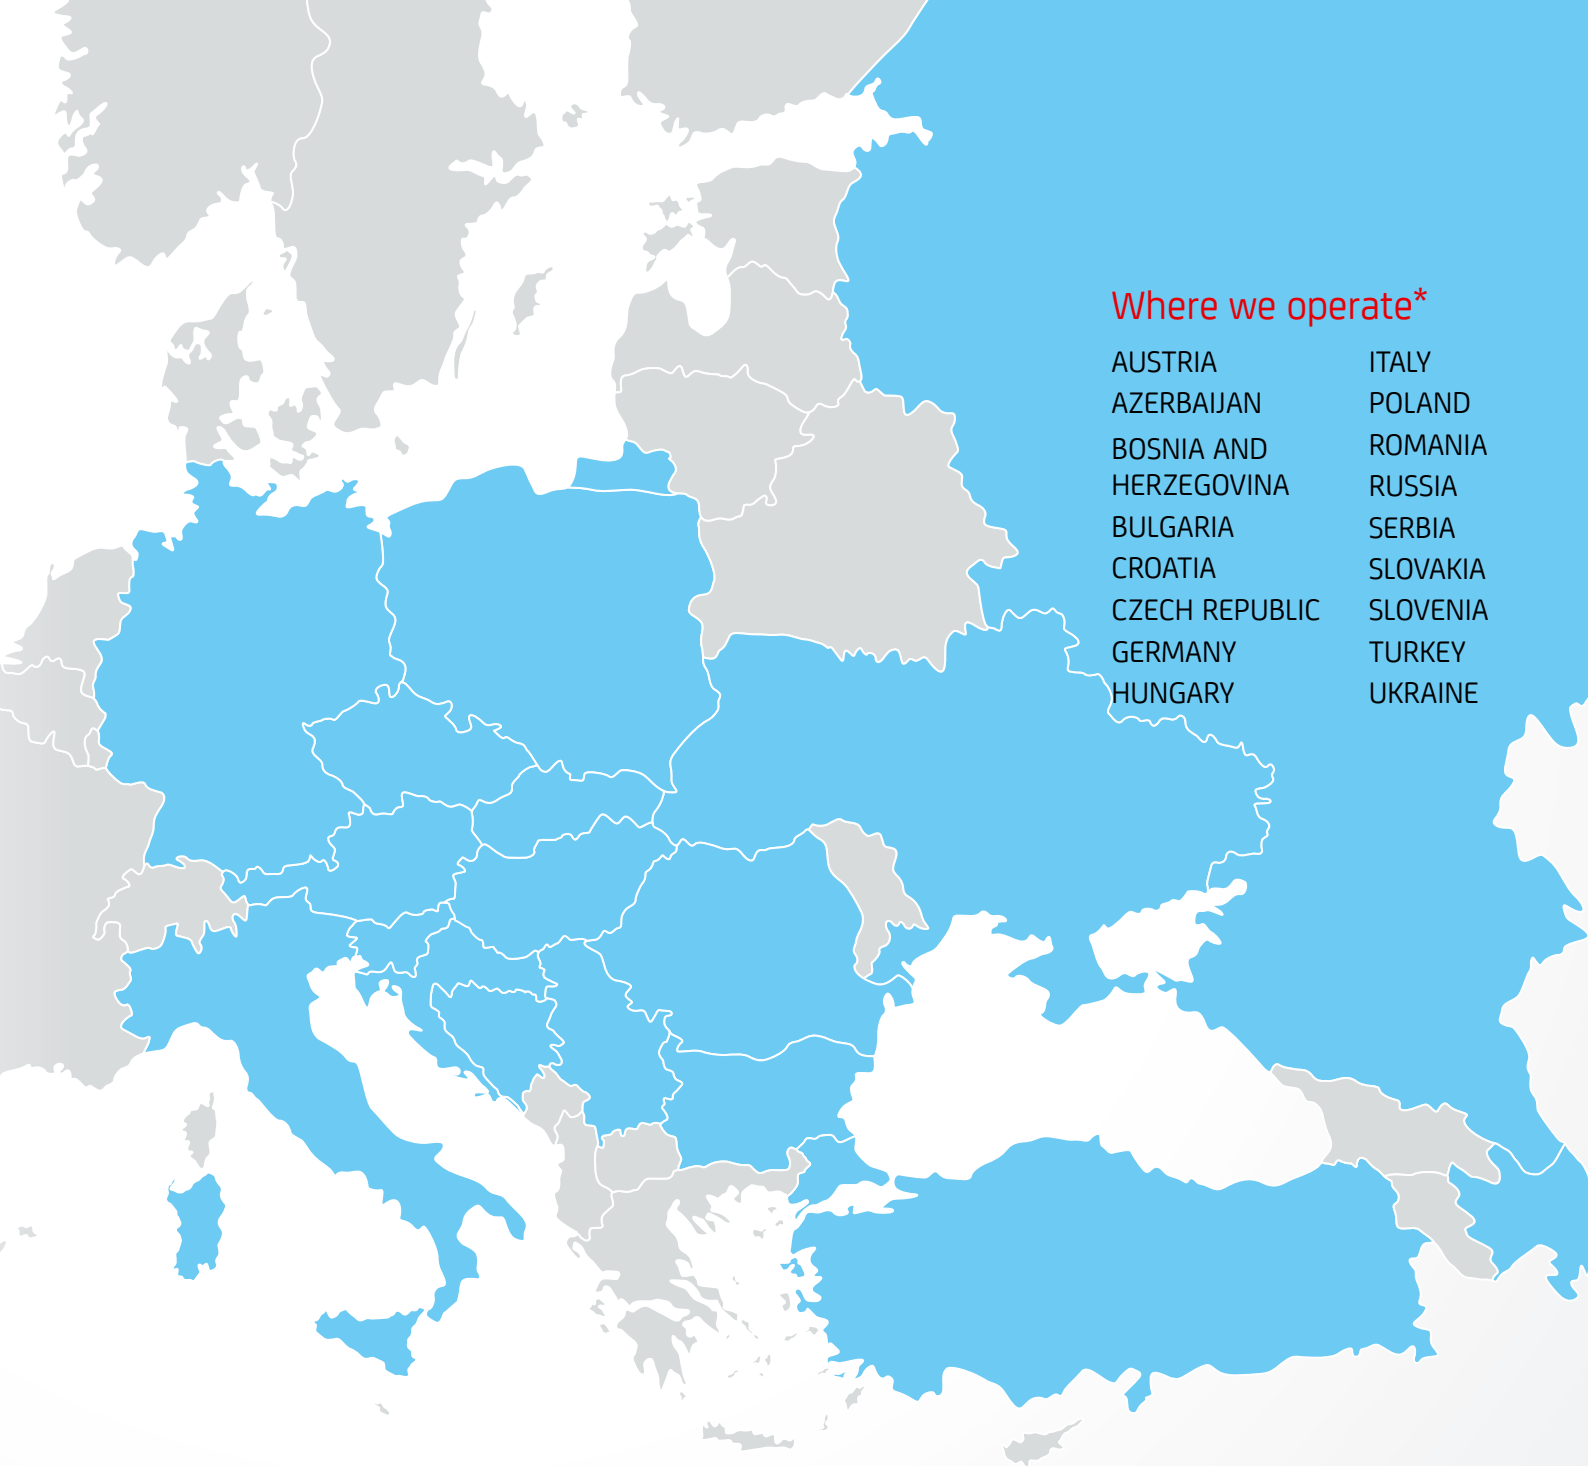 Where we operate*
AUSTRIA
AZERBAIJAN
BOSNIA AND
HERZEGOVINA
BULGARIA
CROATIA
CZECH REPUBLIC
GERMANY
HUNGARY
ITALY
POLAND
ROMANIA
RUSSIA
SERBIA
SLOVAKIA
SLOVENIA
TURKEY
UKRAINE